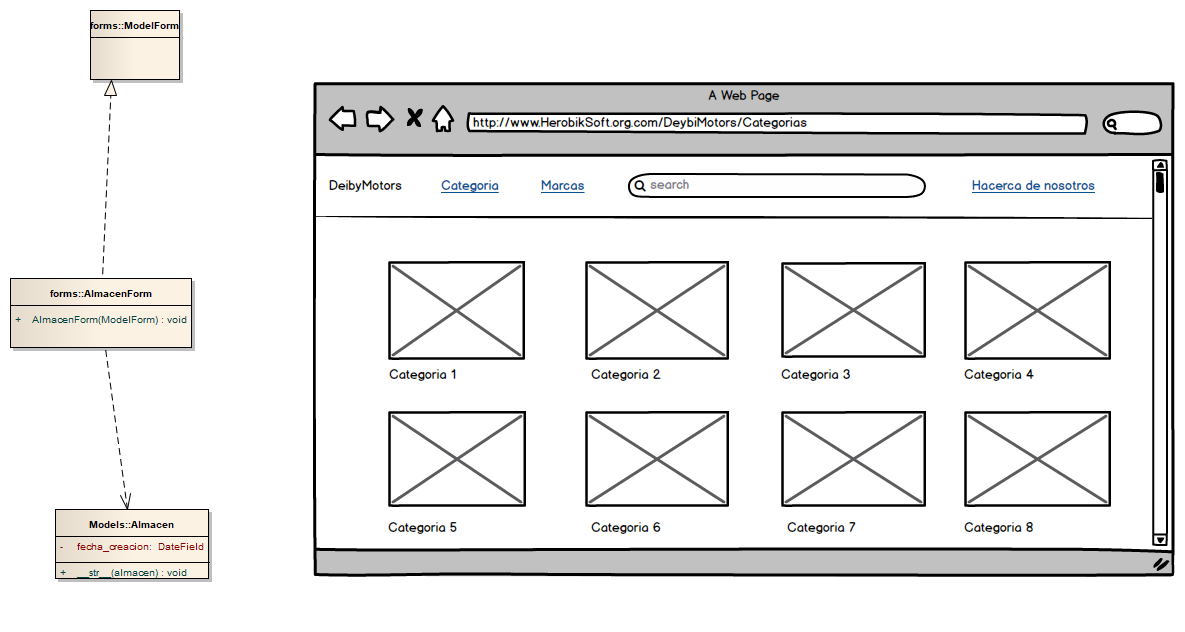 forms::ModelForm
forms::AlmacenForm
+ AlmacenForm(ModelForm) : void
Models::Almacen
- fecha_creacion: DateField
+ __str__(almacen) : void
A Web Page
http://www.HerobikSoft.org.com/DeybiMotors/Categorias
DeibyMotors Categoria Marcas search Hacerca de nosotros
Categoria 1 Categoria 2 Categoria 3 Categoria 4
Categoria 5 Categoria 6 Categoria 7 Categoria 8